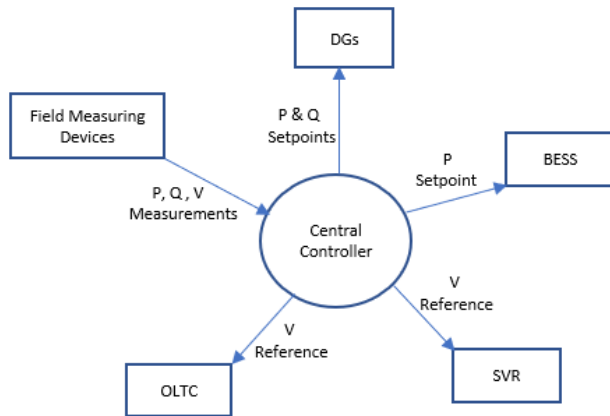 DGs
Field Measuring
Devices
P & Q
Setpoints
P
Setpoint
BESS
P, Q , V
Measurements
Central
Controller
V
Reference
V
Reference
OLTC
SVR